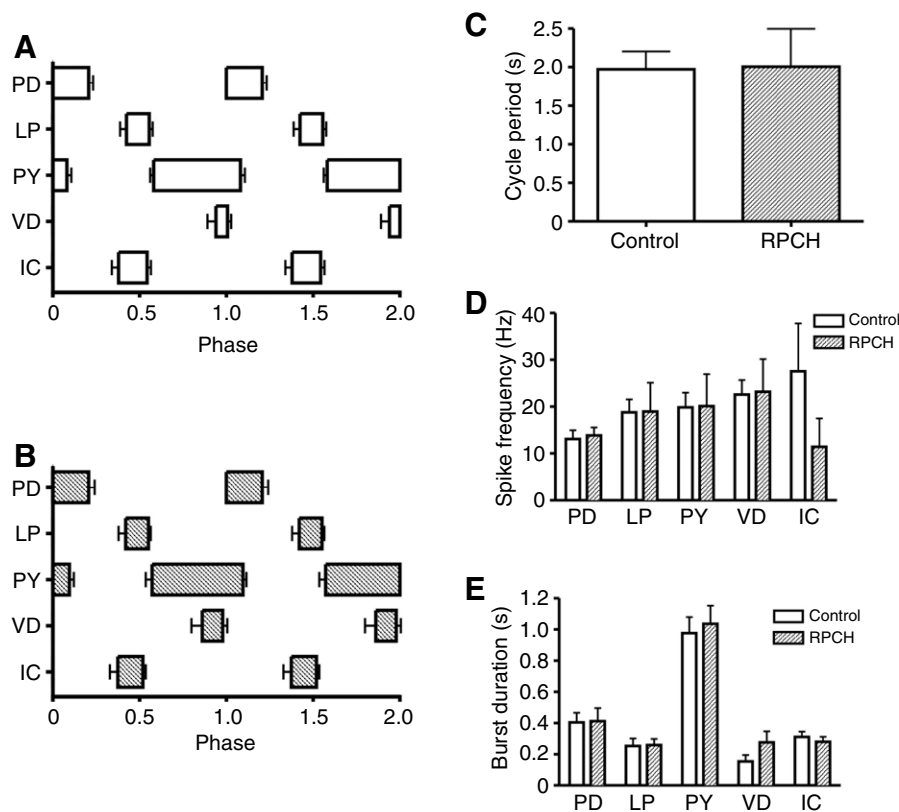 A
PD
LP
PY
VD
IC
0 0.5 1.0 1.5 2.0
Phase
B
PD
LP
PY
VD
IC
0 0.5 1.0 1.5 2.0
Phase
C
Cycle period (s)
2.5
2.0
1.5
1.0
0.5
0
Control RPCH
D
Spike frequency (Hz)
40
30
20
10
0
PD LP PY VD IC
Control
RPCH
E
Burst duration (s)
1.2
1.0
0.8
0.6
0.4
0.2
0
PD LP PY VD IC
Control
RPCH